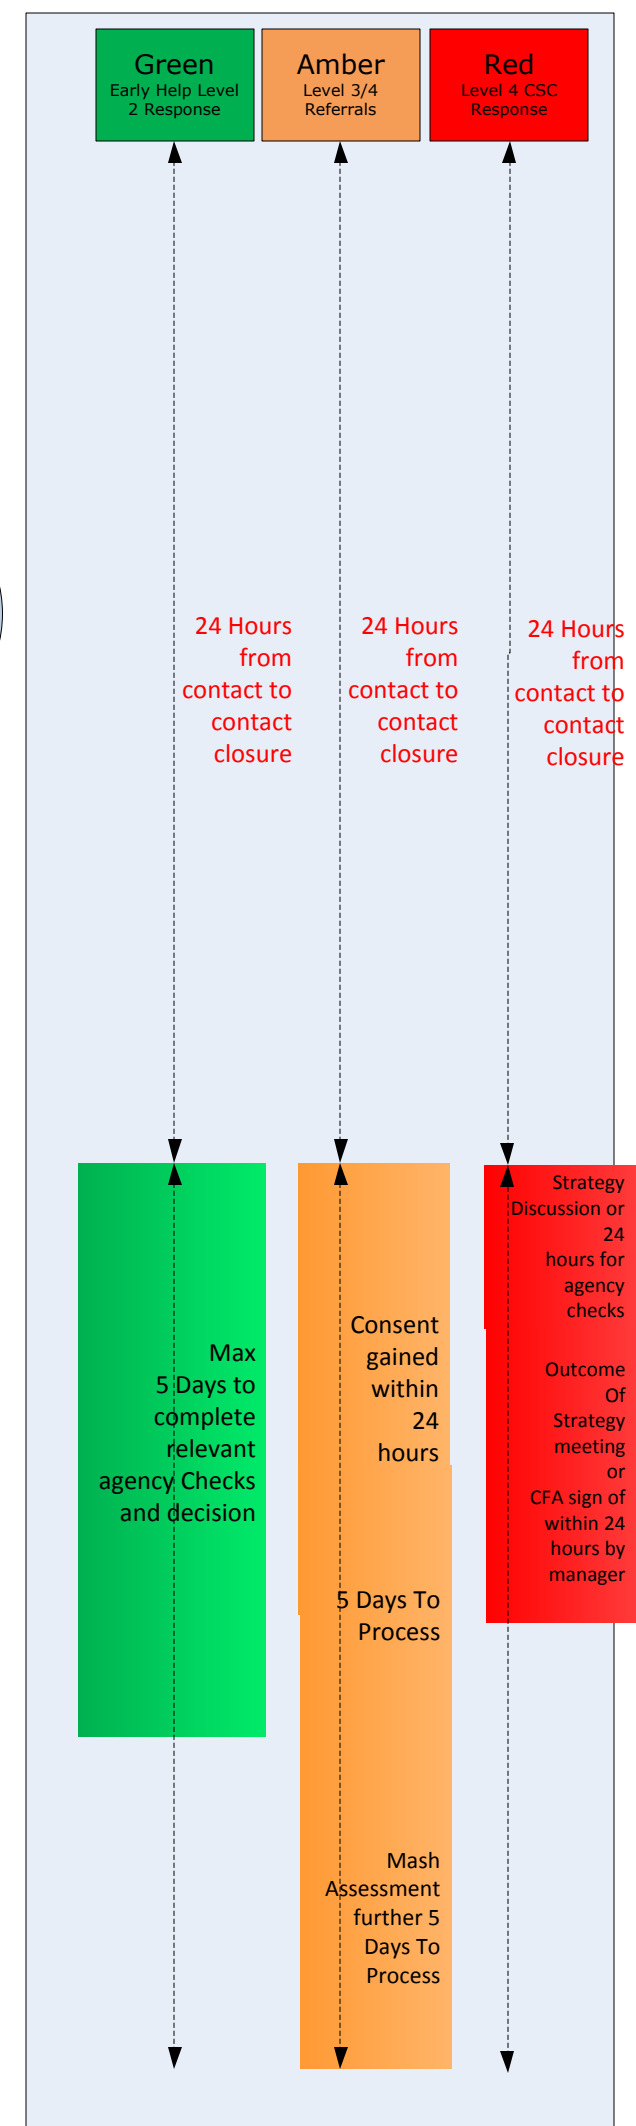 Green
Early Help Level
2 Response
Amber
Level 3/4
Referrals
Red
Level 4 CSC
Response
24 Hours
from
contact to
contact
closure
24 Hours
from
contact to
contact
closure
24 Hours
from
contact to
contact
closure
Max
5 Days to
complete
relevant
agency Checks
and decision
Consent
gained
within
24
hours
5 Days To
Process
Mash
Assessment
further 5
Days To
Process
Strategy
Discussion or
24
hours for
agency
checks
Outcome
Of
Strategy
meeting
or
CFA sign of
within 24
hours by
manager